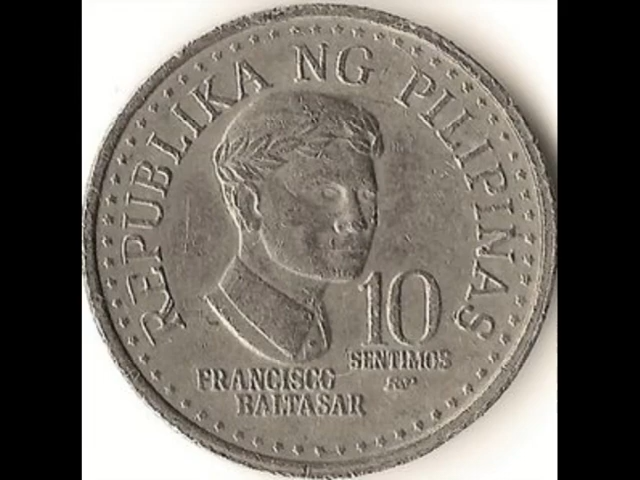 REPUBLIKA NG PILIPINAS
10
SENTIMOS
FRANCISCO
BALTASAR